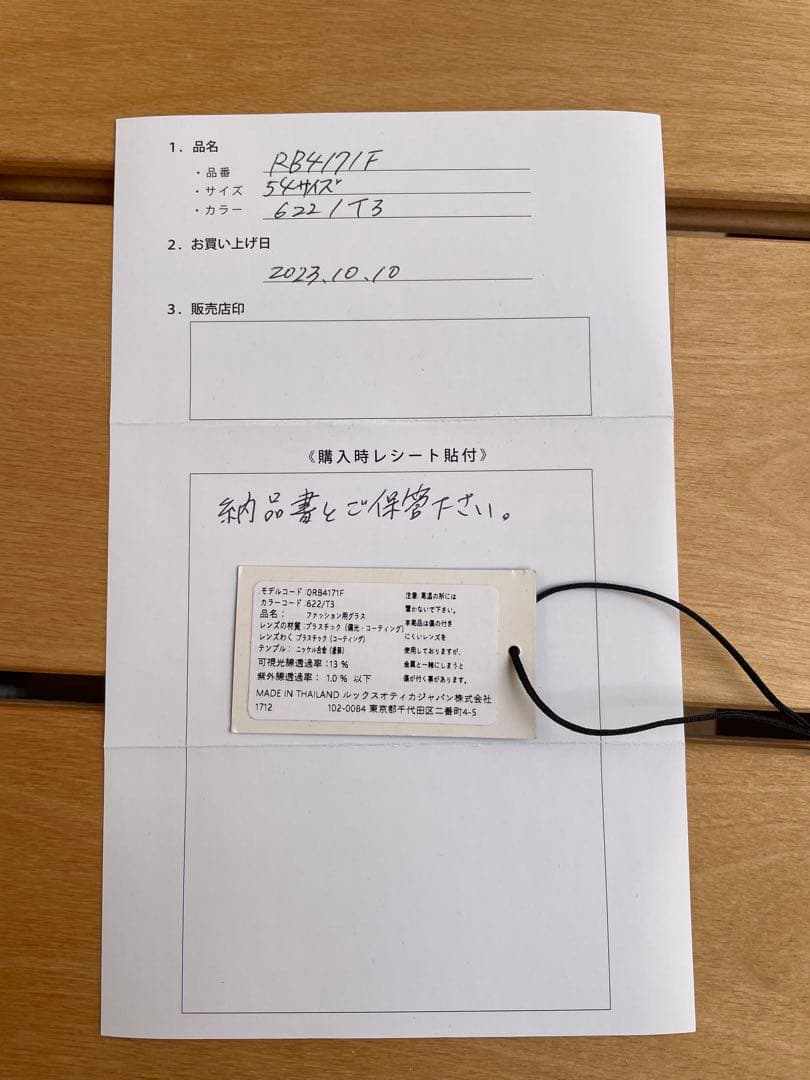 1. 品名
・品番 RB4171F
・サイズ 54サイズ
・カラー 622/T3
2. お買い上げ日
2023.10.10
3. 販売店印
《購入時レシート貼付》
納品書とご保管下さい。
モデルコード:0RB4171F
カラーコード:622/T3
品名: ファッション用グラス
レンズの材質:プラスチック (偏光・コーティング)
レンズわく プラスチック (コーティング)
テンプル: ニッケル合金 (塗装)
可視光線透過率:13 %
紫外線透過率: 1.0 % 以下
注意:高温の所には
置かないで下さい。
本商品は傷の付き
にくいレンズを
使用しておりますが、
金属と一緒にしまうと
傷が付く事があります。
MADE IN THAILAND ルックスオティカジャパン株式会社
1712 102-0084 東京都千代田区二番町4-5